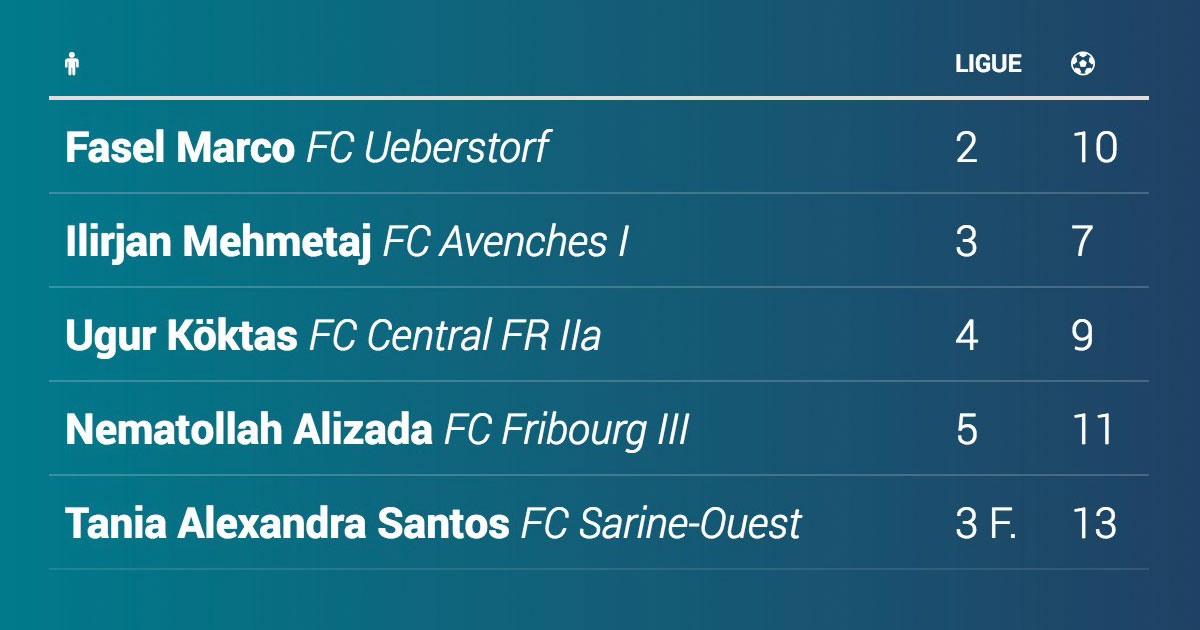 LIGUE
Fasel Marco FC Ueberstorf 2 10
Ilirjan Mehmetaj FC Avenches I 3 7
Ugur Köktas FC Central FR IIa 4 9
Nematollah Alizada FC Fribourg III 5 11
Tania Alexandra Santos FC Sarine-Ouest 3 F. 13